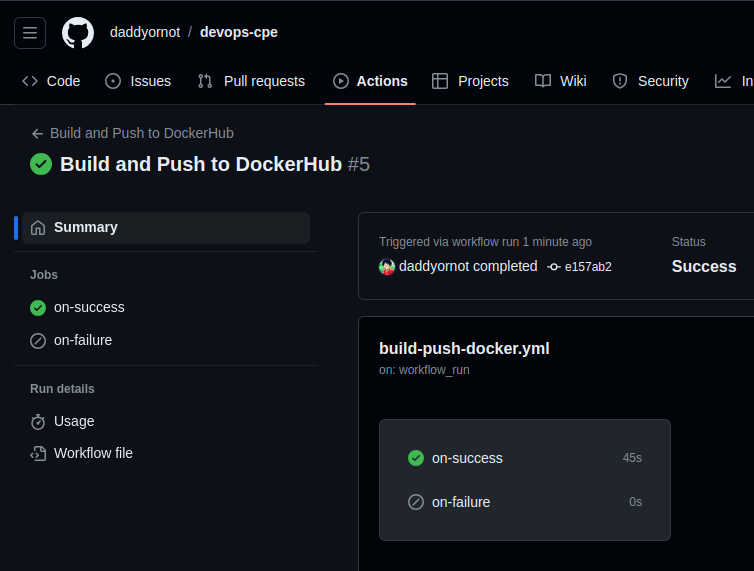 daddyornot / devops-cpe
Code Issues Pull requests Actions Projects Wiki Security In
Build and Push to DockerHub
Build and Push to DockerHub #5
Summary
Jobs
on-success
on-failure
Run details
Usage
Workflow file
Triggered via workflow run 1 minute ago
daddyornot completed e157ab2
Status
Success
build-push-docker.yml
on: workflow_run
on-success 45s
on-failure 0s